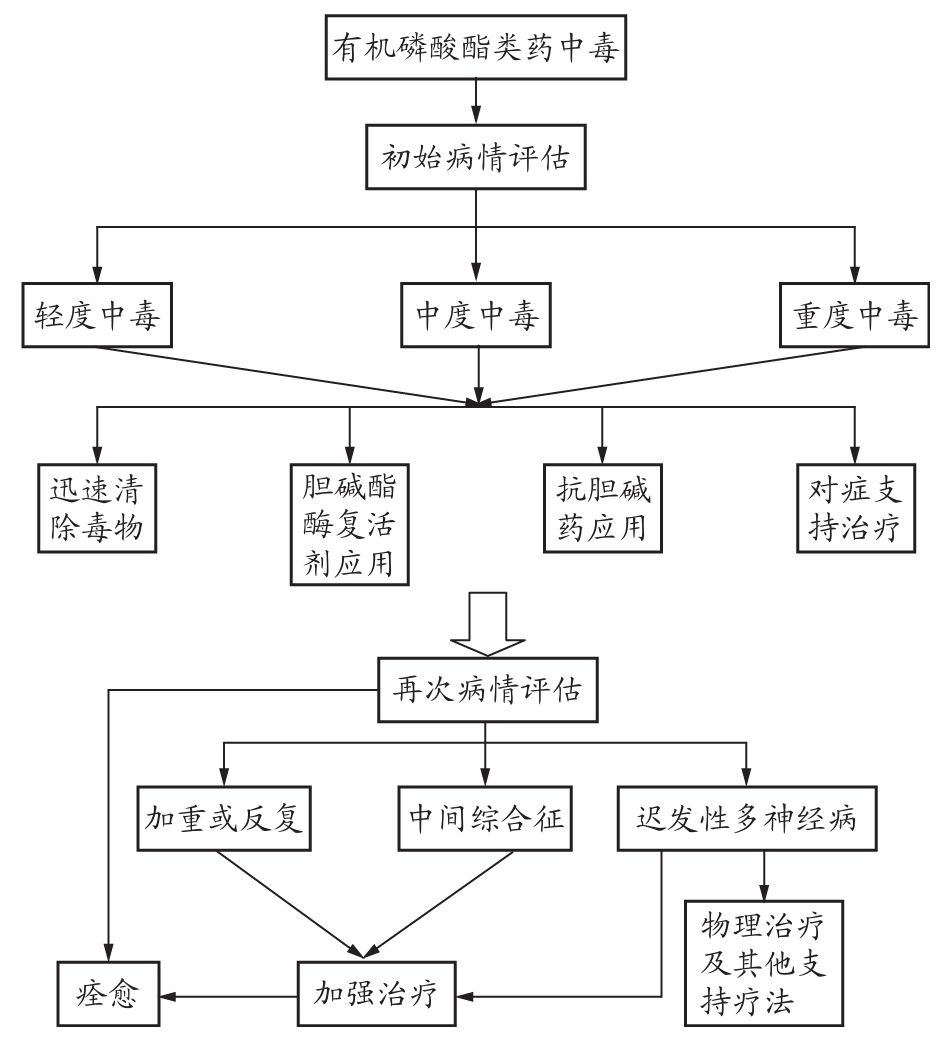 有机磷酸酯类药中毒
初始病情评估
轻度中毒
中度中毒
重度中毒
迅速清
除毒物
胆碱酯
酶复活
剂应用
抗胆碱
药应用
对症支
持治疗
再次病情评估
加重或反复
中间综合征
迟发性多神经病
物理治疗
及其他支
持疗法
痊愈
加强治疗